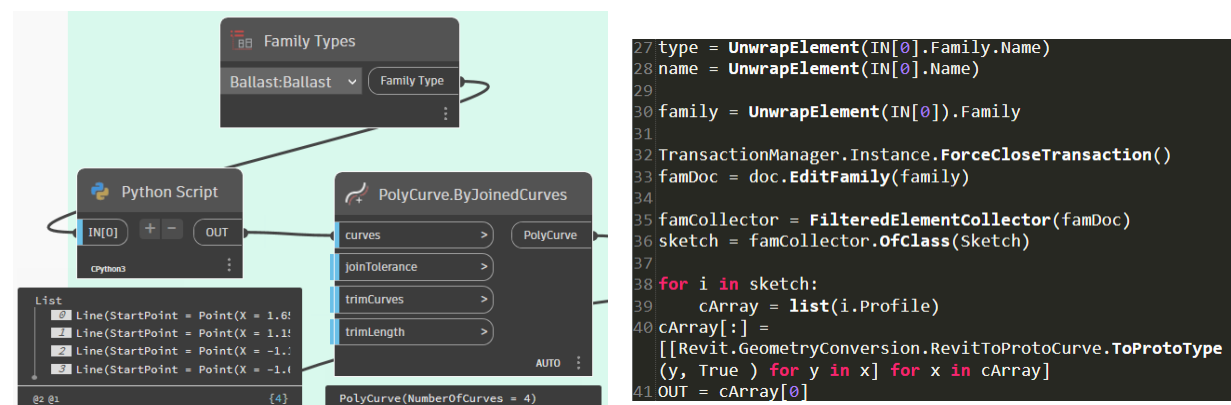 Family Types
Ballast:Ballast
Family Type
Python Script
IN[0]
+
−
OUT
CPython3
PolyCurve.ByJoinedCurves
curves >
PolyCurve
joinTolerance >
trimCurves >
trimLength >
AUTO
List
0 Line(StartPoint = Point(X = 1.65
1 Line(StartPoint = Point(X = 1.15
2 Line(StartPoint = Point(X = -1.
3 Line(StartPoint = Point(X = -1.
@2 @1 {4}
PolyCurve(NumberOfCurves = 4)
27 type = UnwrapElement(IN[0].Family.Name)
28 name = UnwrapElement(IN[0].Name)
29
30 family = UnwrapElement(IN[0]).Family
31
32 TransactionManager.Instance.ForceCloseTransaction()
33 famDoc = doc.EditFamily(family)
34
35 famCollector = FilteredElementCollector(famDoc)
36 sketch = famCollector.OfClass(Sketch)
37
38 for i in sketch:
39 cArray = list(i.Profile)
40 cArray[:] =
[[Revit.GeometryConversion.RevitToProtoCurve.ToProtoType
(y, True ) for y in x] for x in cArray]
41 OUT = cArray[0]